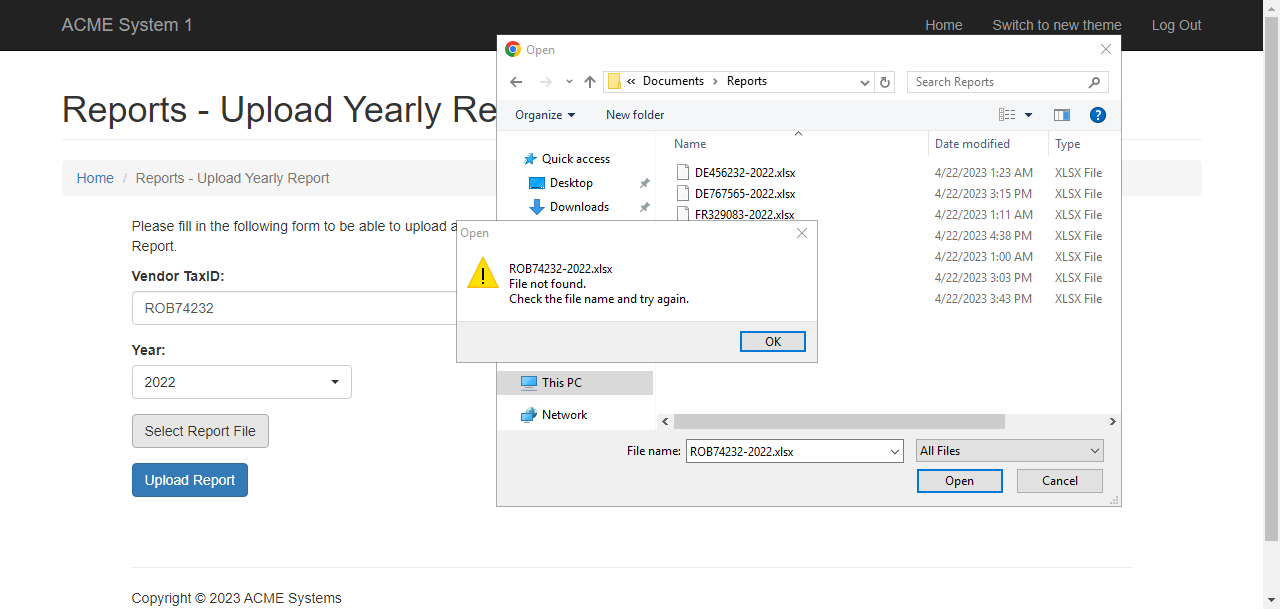 ACME System 1
Home
Switch to new theme
Log Out
Reports - Upload Yearly Re
Home / Reports - Upload Yearly Report
Please fill in the following form to be able to upload a
Report.
Vendor TaxID:
ROB74232
Year:
2022
Select Report File
Upload Report
Copyright © 2023 ACME Systems
Open
« Documents › Reports
Search Reports
Organize
New folder
?
Name
Date modified
Type
Quick access
Desktop
Downloads
This PC
Network
DE456232-2022.xlsx 4/22/2023 1:23 AM XLSX File
DE767565-2022.xlsx 4/22/2023 3:15 PM XLSX File
FR329083-2022.xlsx 4/22/2023 1:11 AM XLSX File
4/22/2023 4:38 PM XLSX File
4/22/2023 1:00 AM XLSX File
4/22/2023 3:03 PM XLSX File
4/22/2023 3:43 PM XLSX File
Open
ROB74232-2022.xlsx
File not found.
Check the file name and try again.
OK
File name: ROB74232-2022.xlsx
All Files
Open
Cancel